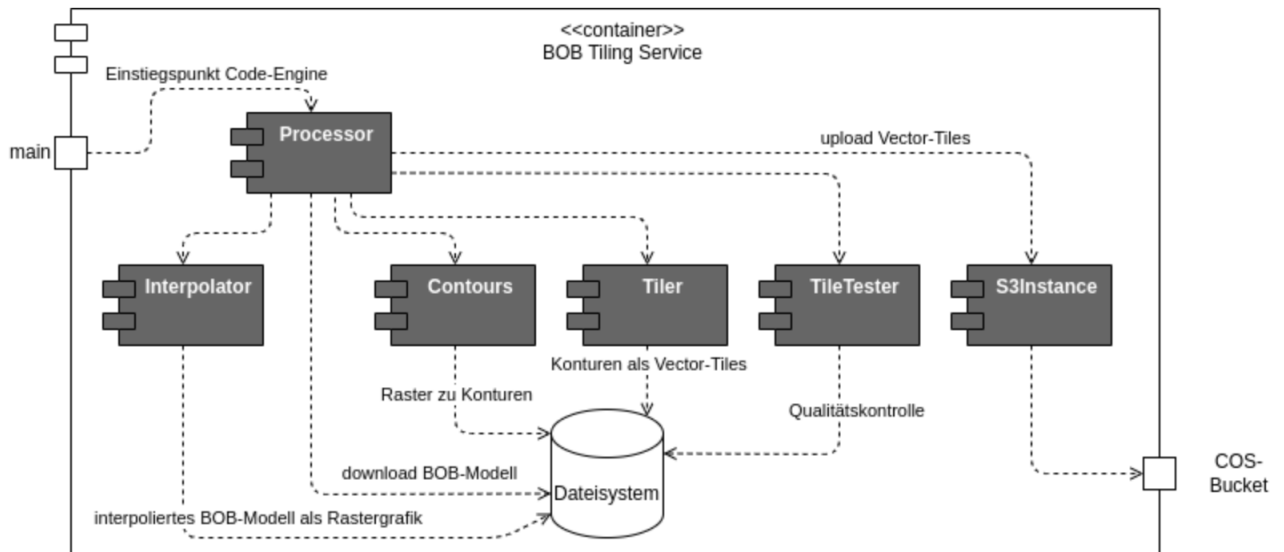 <<container>>
BOB Tiling Service
Einstiegspunkt Code-Engine
Processor
upload Vector-Tiles
main
Interpolator
Contours
Tiler
TileTester
S3Instance
Konturen als Vector-Tiles
Raster zu Konturen
Qualitätskontrolle
download BOB-Modell
Dateisystem
COS-
Bucket
interpoliertes BOB-Modell als Rastergrafik